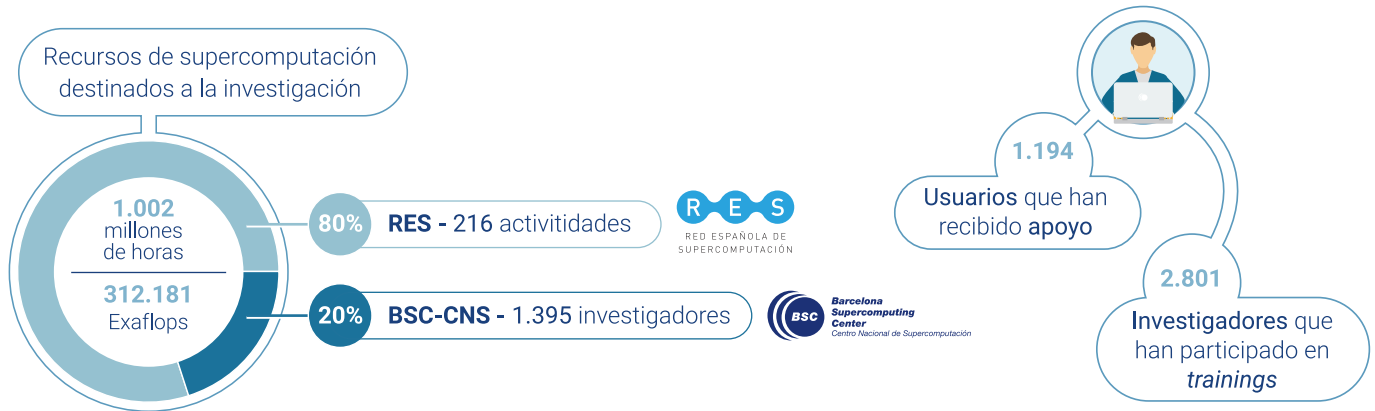 Recursos de supercomputación
destinados a la investigación
1.002
millones
de horas
312.181
Exaflops
80%
RES - 216 activitidades
RES
RED ESPAÑOLA DE
SUPERCOMPUTACIÓN
20%
BSC-CNS - 1.395 investigadores
BSC
Barcelona
Supercomputing
Center
Centro Nacional de Supercomputación
1.194
Usuarios que han
recibido apoyo
2.801
Investigadores que
han participado en
trainings